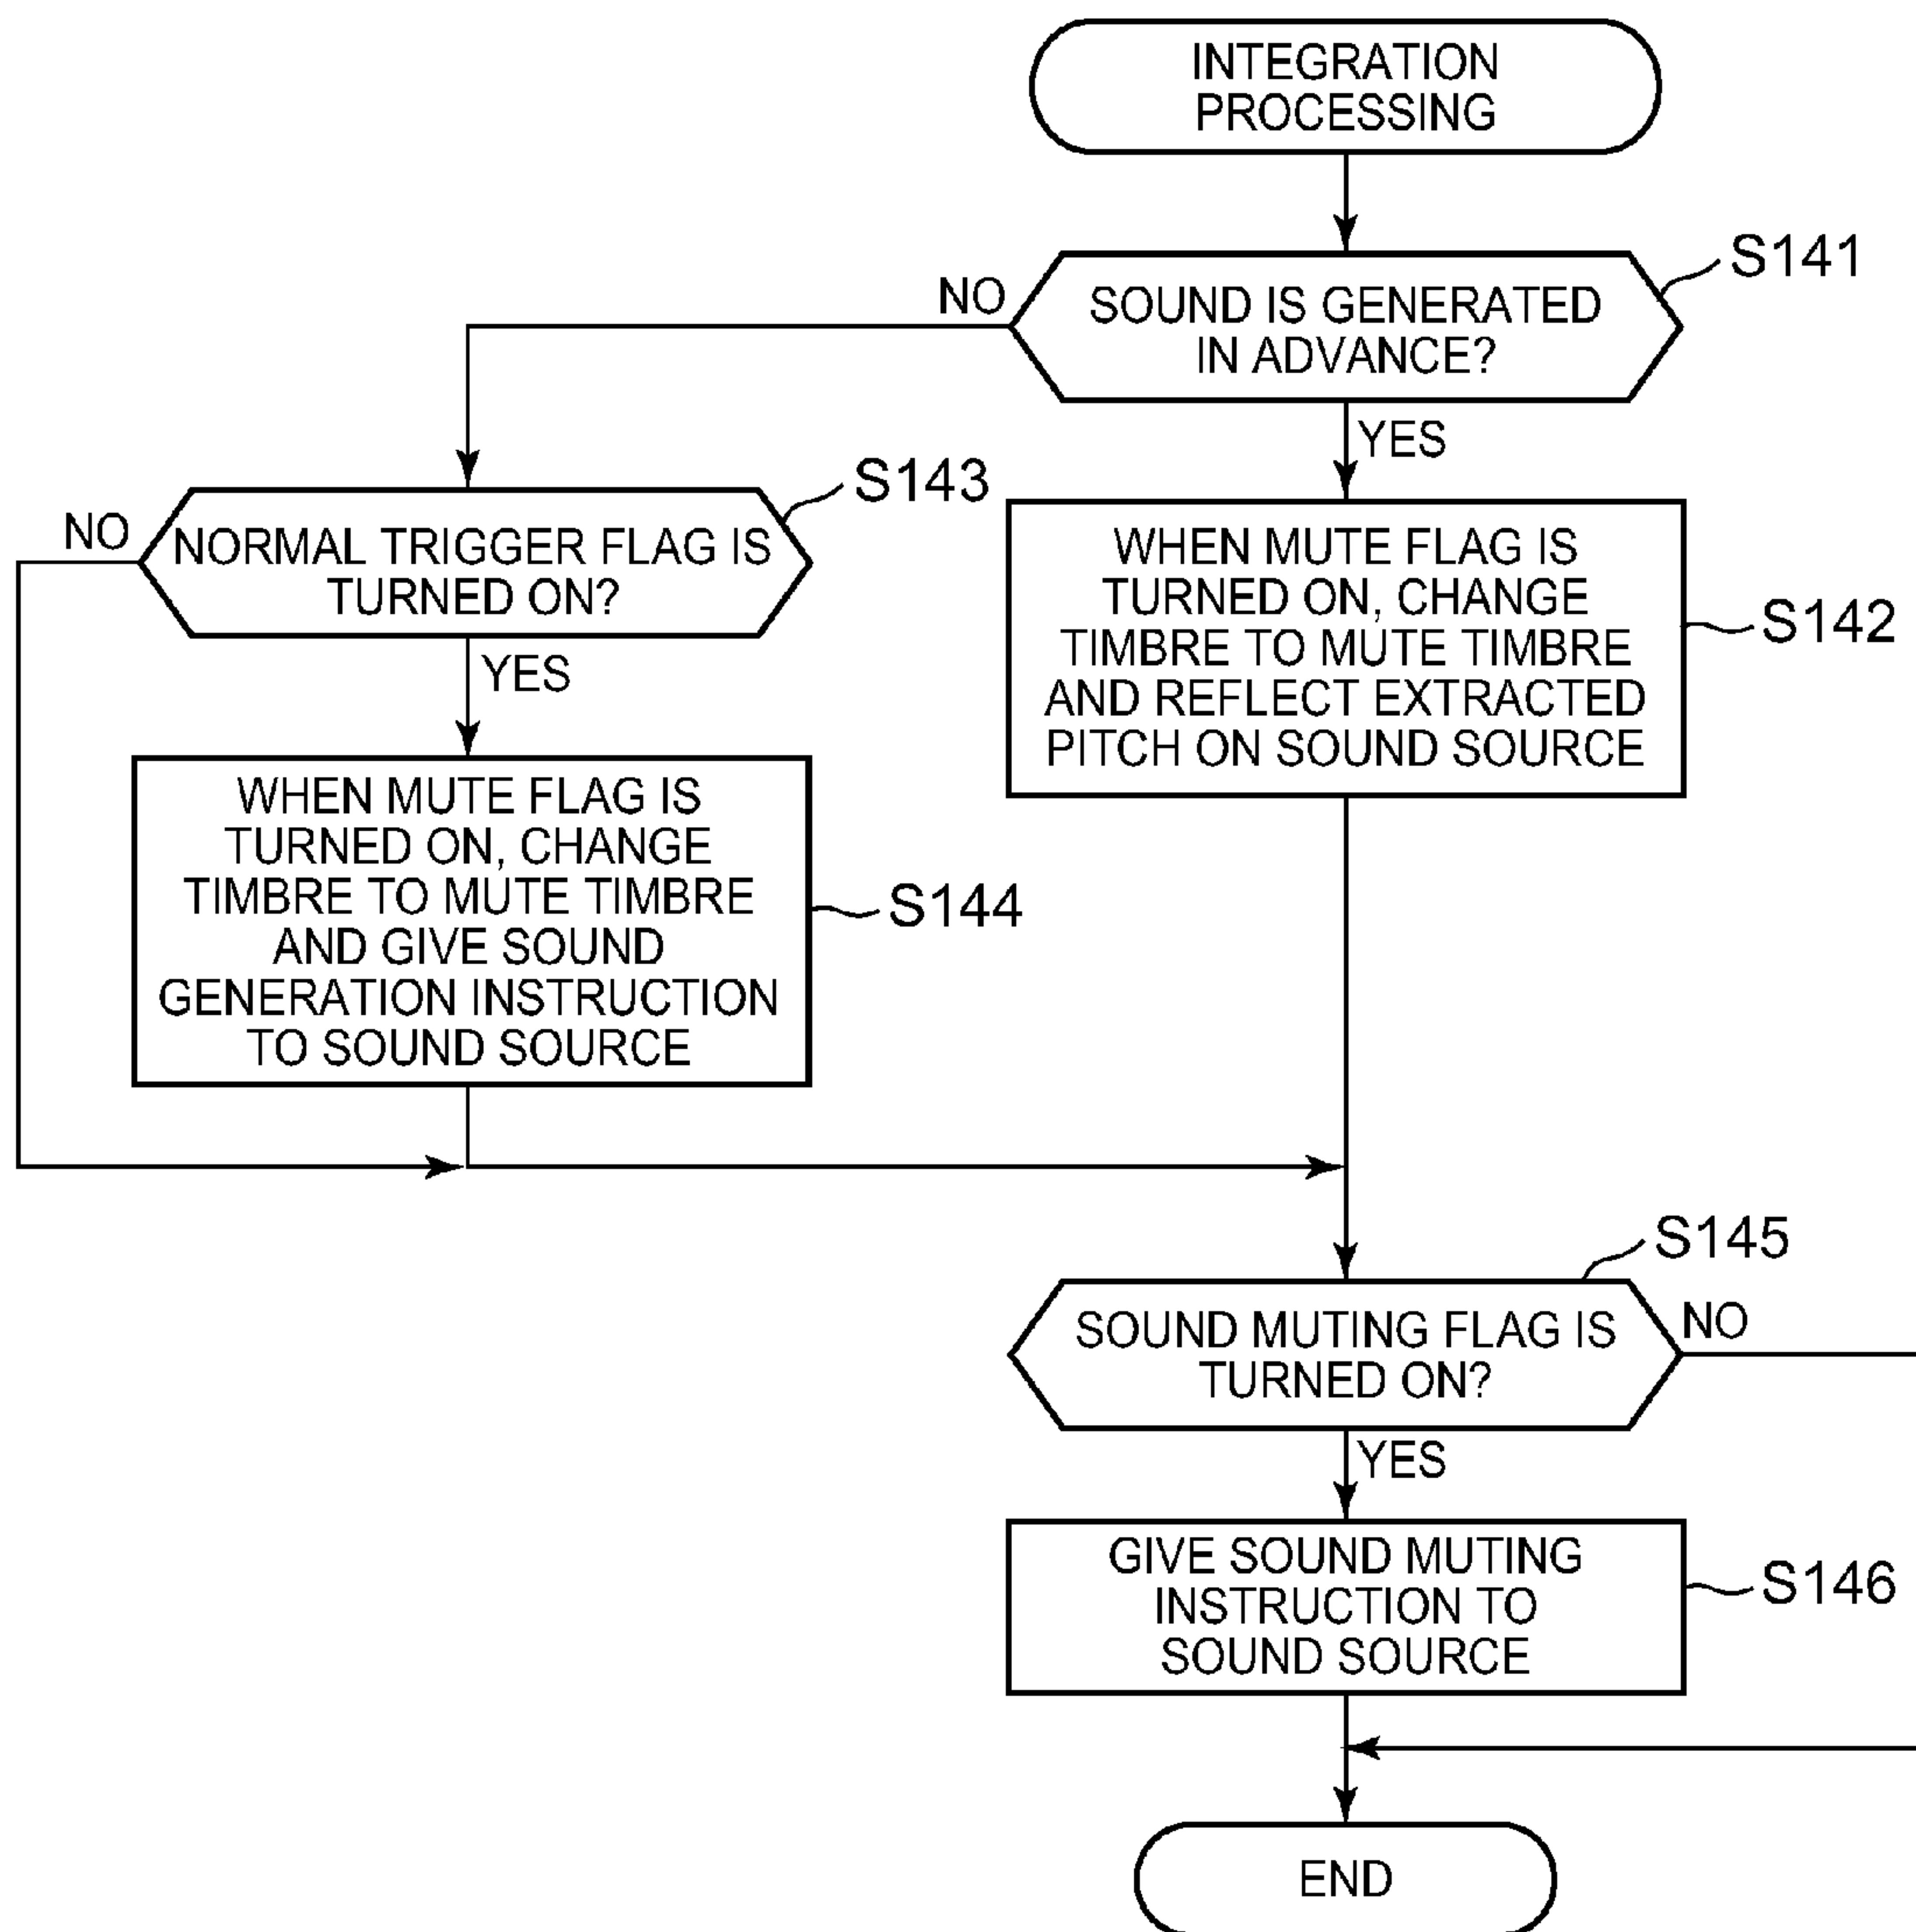 INTEGRATION
PROCESSING
S141
NO
SOUND IS GENERATED
IN ADVANCE?
YES
S143
NO
NORMAL TRIGGER FLAG IS
TURNED ON?
YES
WHEN MUTE FLAG IS
TURNED ON, CHANGE
TIMBRE TO MUTE TIMBRE
AND REFLECT EXTRACTED
PITCH ON SOUND SOURCE
S142
WHEN MUTE FLAG IS
TURNED ON, CHANGE
TIMBRE TO MUTE TIMBRE
AND GIVE SOUND
GENERATION INSTRUCTION
TO SOUND SOURCE
S144
S145
SOUND MUTING FLAG IS
TURNED ON?
NO
YES
GIVE SOUND MUTING
INSTRUCTION TO
SOUND SOURCE
S146
END